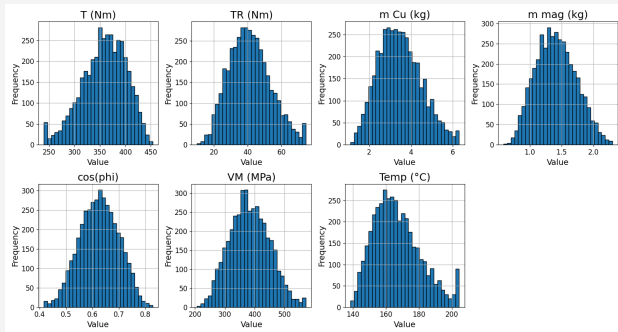 T (Nm)
TR (Nm)
m Cu (kg)
m mag (kg)
Frequency
300
250
200
150
100
50
0
250 300 350 400 450
Value
Frequency
250
200
150
100
50
0
20 40 60
Value
Frequency
250
200
150
100
50
0
2 4 6
Value
Frequency
300
250
200
150
100
50
0
1.0 1.5 2.0
Value
cos(phi)
VM (MPa)
Temp (°C)
Frequency
300
250
200
150
100
50
0
0.4 0.5 0.6 0.7 0.8
Value
Frequency
300
250
200
150
100
50
0
200 300 400 500
Value
Frequency
300
250
200
150
100
50
0
140 160 180 200
Value